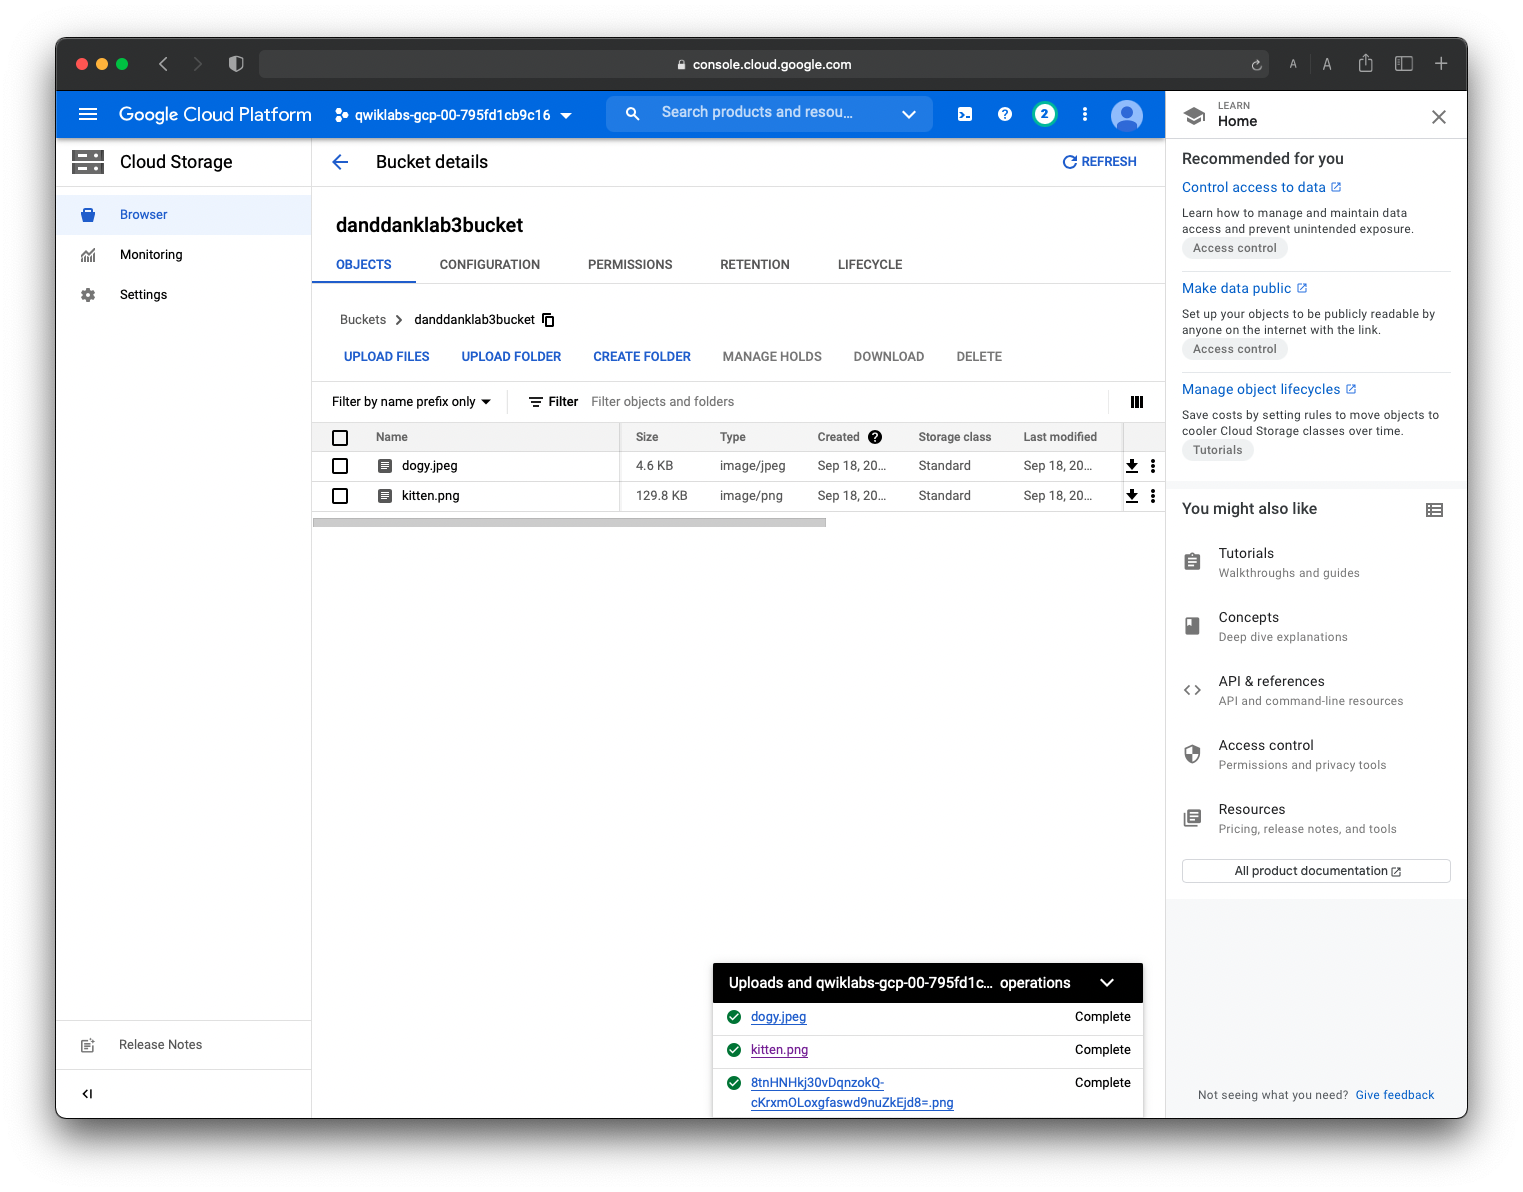 console.cloud.google.com
A
A
Google Cloud Platform
qwiklabs-gcp-00-795fd1cb9c16
Search products and resou...
2
LEARN
Home
Cloud Storage
Bucket details
REFRESH
Browser
Monitoring
Settings
danddanklab3bucket
OBJECTS CONFIGURATION PERMISSIONS RETENTION LIFECYCLE
Buckets danddanklab3bucket
UPLOAD FILES UPLOAD FOLDER CREATE FOLDER MANAGE HOLDS DOWNLOAD DELETE
Filter by name prefix only Filter Filter objects and folders
Name Size Type Created Storage class Last modified
dogy.jpeg 4.6 KB image/jpeg Sep 18, 20... Standard Sep 18, 20...
kitten.png 129.8 KB image/png Sep 18, 20... Standard Sep 18, 20...
Recommended for you
Control access to data
Learn how to manage and maintain data
access and prevent unintended exposure.
Access control
Make data public
Set up your objects to be publicly readable by
anyone on the internet with the link.
Access control
Manage object lifecycles
Save costs by setting rules to move objects to
cooler Cloud Storage classes over time.
Tutorials
You might also like
Tutorials
Walkthroughs and guides
Concepts
Deep dive explanations
API & references
API and command-line resources
Access control
Permissions and privacy tools
Resources
Pricing, release notes, and tools
All product documentation
Uploads and qwiklabs-gcp-00-795fd1c... operations
dogy.jpeg Complete
kitten.png Complete
8tnHNHkj30vDqnzokQ- Complete
cKrxmOLoxgfaswd9nuZkEjd8=.png
Release Notes
Not seeing what you need? Give feedback